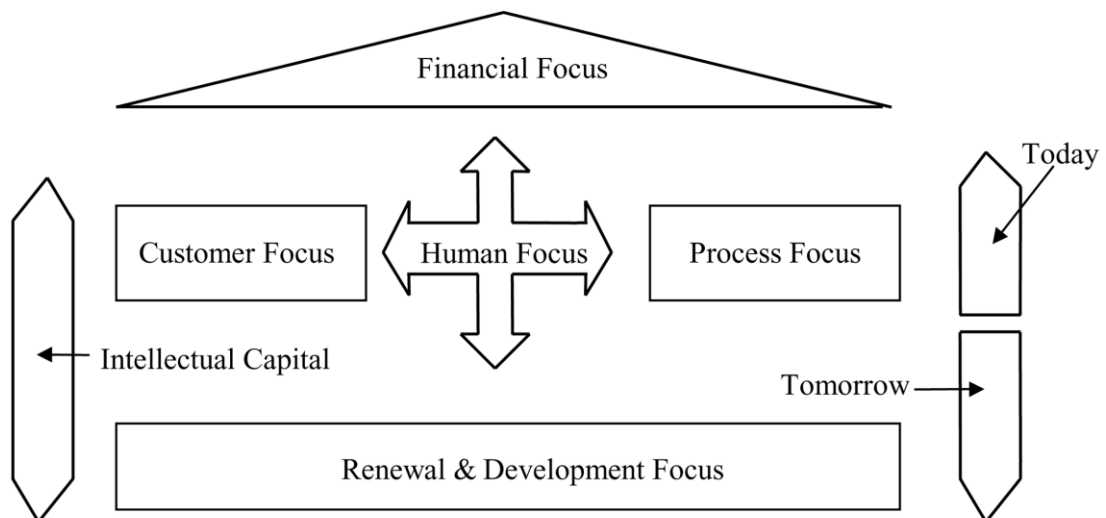 Financial Focus
Today
Customer Focus
Human Focus
Process Focus
Intellectual Capital
Tomorrow
Renewal & Development Focus